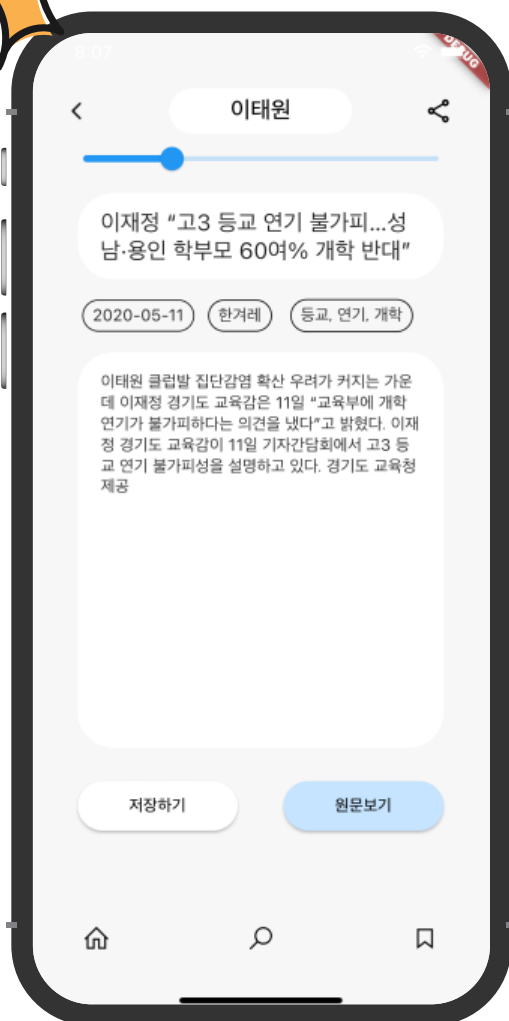 8:07
DEBUG
이태원
이재정 “고3 등교 연기 불가피...성
남·용인 학부모 60여% 개학 반대”
2020-05-11 한겨레 등교, 연기, 개학
이태원 클럽발 집단감염 확산 우려가 커지는 가운
데 이재정 경기도 교육감은 11일 “교육부에 개학
연기가 불가피하다는 의견을 냈다”고 밝혔다. 이재
정 경기도 교육감이 11일 기자간담회에서 고3 등
교 연기 불가피성을 설명하고 있다. 경기도 교육청
제공
저장하기 원문보기